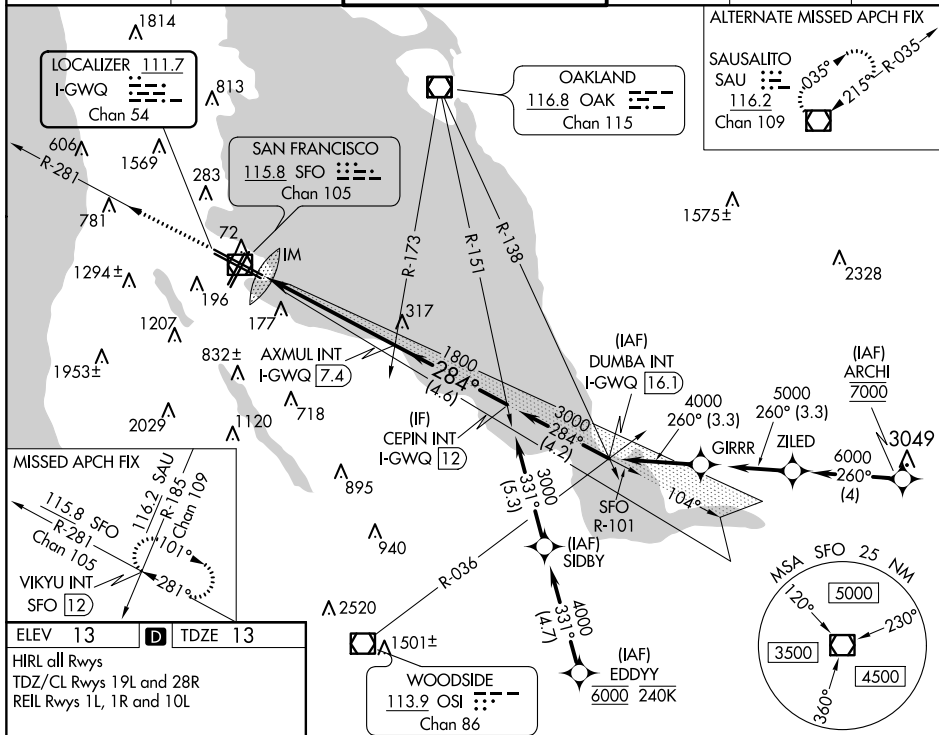 1814
LOCALIZER 111.7
I-GWQ
Chan 54
813
606
1569
R-281
283
781
SAN FRANCISCO
115.8 SFO
Chan 105
OAKLAND
116.8 OAK
Chan 115
ALTERNATE MISSED APCH FIX
SAUSALITO
SAU
116.2
Chan 109
035°
215°
R-035
72
IM
R-173
R-151
R-138
1575±
2328
1294±
196
177
317
1207
832±
1953±
718
2029
1120
AXMUL INT
I-GWQ 7.4
1800
284°
(4.6)
(IF)
CEPIN INT
I-GWQ 12
(IAF)
DUMBA INT
I-GWQ 16.1
3000
284°
(4.2)
4000
260° (3.3)
5000
260° (3.3)
GIRRR
ZILED
(IAF)
ARCHI
7000
3049
6000
260°
(4)
104°
SFO
R-101
895
940
3000
331°
(5.3)
(IAF)
SIDBY
R-036
4000
331°
(4.7)
(IAF)
EDDYY
6000 240K
2520
1501±
WOODSIDE
113.9 OSI
Chan 86
MISSED APCH FIX
115.8 SFO
R-281
Chan 105
116.2 SAU
R-185
Chan 109
101°
281°
VIKYU INT
SFO 12
MSA SFO 25 NM
120°
5000
230°
3500
4500
360°
ELEV 13 D TDZE 13
HIRL all Rwys
TDZ/CL Rwys 19L and 28R
REIL Rwys 1L, 1R and 10L